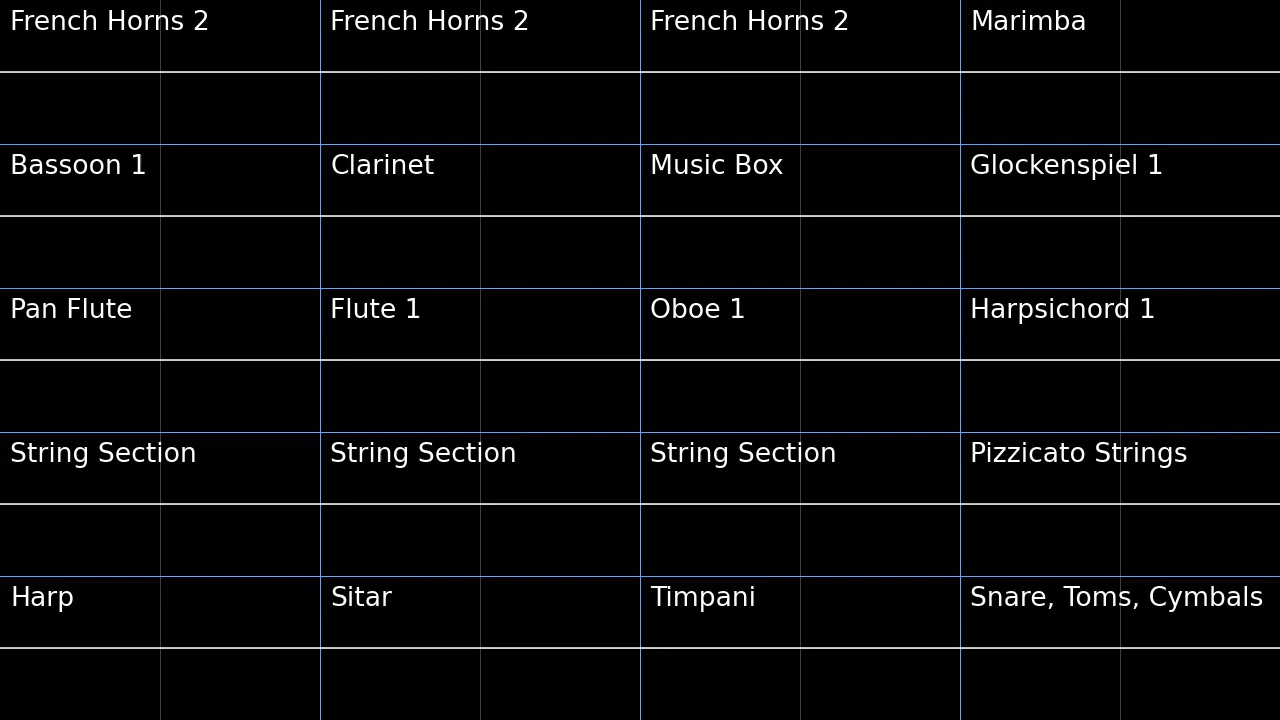 French Horns 2
French Horns 2
French Horns 2
Marimba
Bassoon 1
Clarinet
Music Box
Glockenspiel 1
Pan Flute
Flute 1
Oboe 1
Harpsichord 1
String Section
String Section
String Section
Pizzicato Strings
Harp
Sitar
Timpani
Snare, Toms, Cymbals